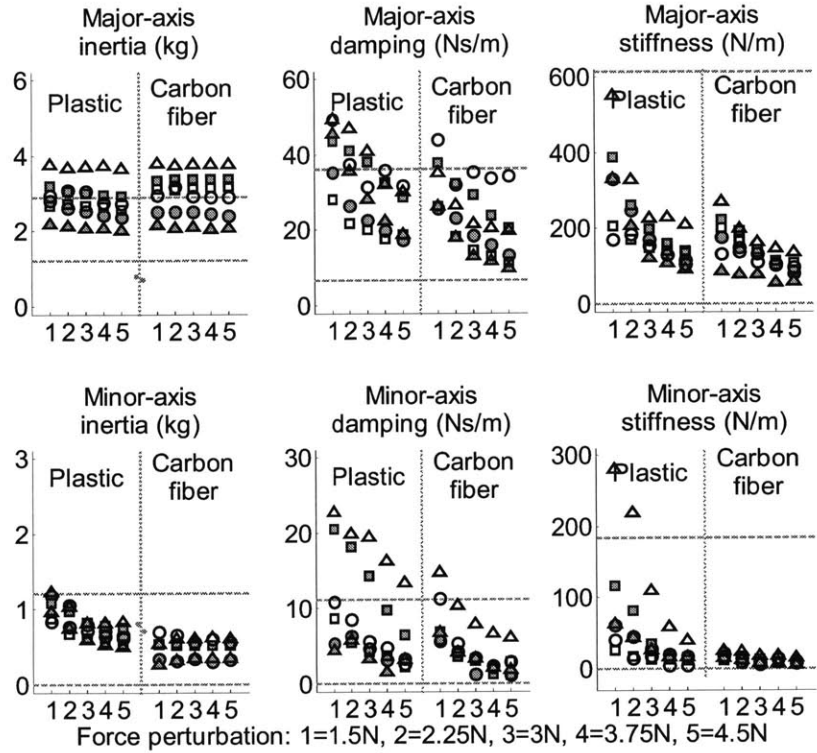 Major-axis
inertia (kg)
Major-axis
damping (Ns/m)
Major-axis
stiffness (N/m)
6
4
2
0
Plastic
Carbon
fiber
1 2 3 4 5
1 2 3 4 5
60
40
20
0
Plastic
Carbon
fiber
1 2 3 4 5
1 2 3 4 5
600
400
200
0
Plastic
Carbon
fiber
1 2 3 4 5
1 2 3 4 5
Minor-axis
inertia (kg)
Minor-axis
damping (Ns/m)
Minor-axis
stiffness (N/m)
3
2
1
0
Plastic
Carbon
fiber
1 2 3 4 5
1 2 3 4 5
30
20
10
0
Plastic
Carbon
fiber
1 2 3 4 5
1 2 3 4 5
300
200
100
0
Plastic
Carbon
fiber
1 2 3 4 5
1 2 3 4 5
Force perturbation: 1=1.5N, 2=2.25N, 3=3N, 4=3.75N, 5=4.5N